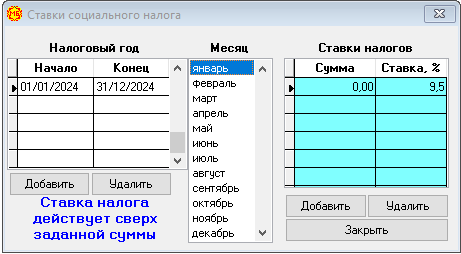 МБ Ставки социального налога
Налоговый год
Начало Конец
01/01/2024 31/12/2024
Добавить Удалить
Ставка налога
действует сверх
заданной суммы
Месяц
январь
февраль
март
апрель
май
июнь
июль
август
сентябрь
октябрь
ноябрь
декабрь
Ставки налогов
Сумма Ставка, %
0,00 9,5
Добавить Удалить
Закрыть